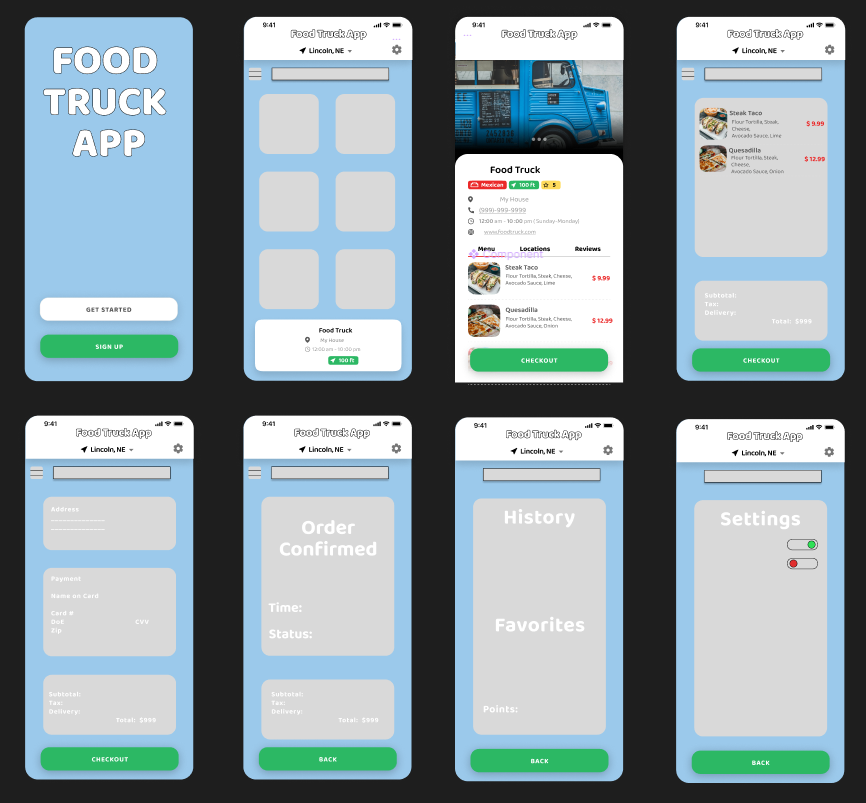 FOOD
TRUCK
APP
GET STARTED
SIGN UP
9:41
Food Truck App
Lincoln, NE
Food Truck
My House
12:00 am - 10:00 pm
100 ft
9:41
Food Truck App
Lincoln, NE
Food Truck
Mexican
100 ft
5
My House
(999)-999-9999
12:00 am - 10:00 pm (Sunday-Monday)
www.foodtruck.com
Menu
Locations
Reviews
Component
Steak Taco
Flour Tortilla, Steak, Cheese,
Avocado Sauce, Lime
$ 9.99
Quesadilla
Flour Tortilla, Steak, Cheese,
Avocado Sauce, Onion
$ 12.99
CHECKOUT
9:41
Food Truck App
Lincoln, NE
Steak Taco
Flour Tortilla, Steak,
Cheese,
Avocado Sauce, Lime
$ 9.99
Quesadilla
Flour Tortilla, Steak,
Cheese,
Avocado Sauce, Onion
$ 12.99
Subtotal:
Tax:
Delivery:
Total: $999
CHECKOUT
9:41
Food Truck App
Lincoln, NE
Address
Payment
Name on Card
Card #
DoE
CVV
Zip
Subtotal:
Tax:
Delivery:
Total: $999
CHECKOUT
9:41
Food Truck App
Lincoln, NE
Order
Confirmed
Time:
Status:
Subtotal:
Tax:
Delivery:
Total: $999
BACK
9:41
Food Truck App
Lincoln, NE
History
Favorites
Points:
BACK
9:41
Food Truck App
Lincoln, NE
Settings
BACK